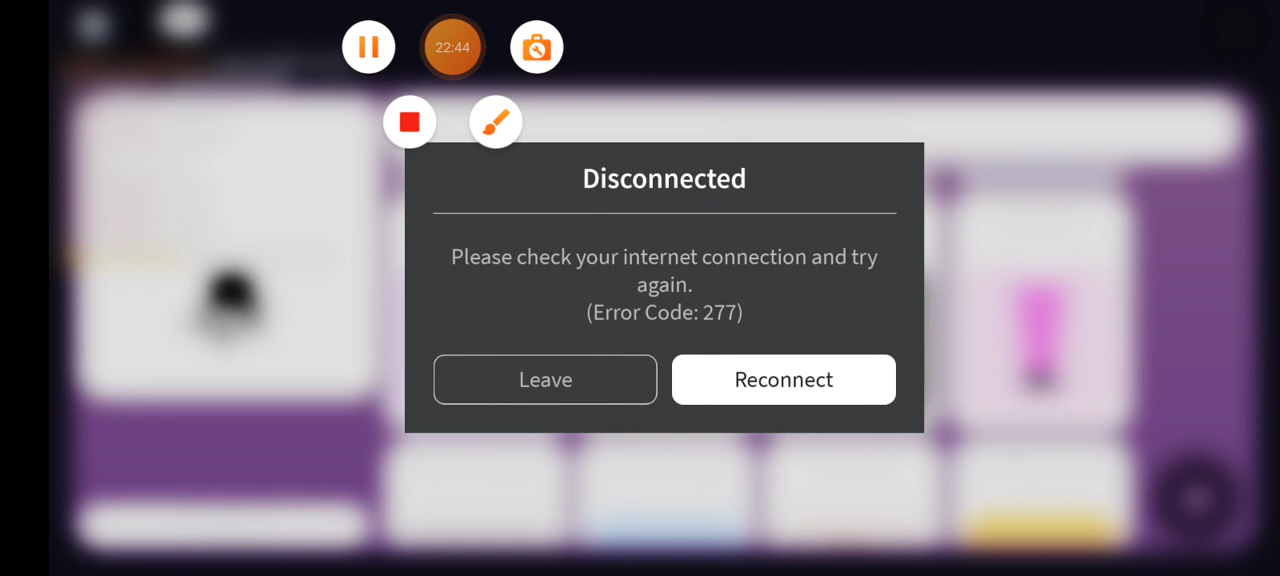 22:44
Disconnected
Please check your internet connection and try
again.
(Error Code: 277)
Leave
Reconnect